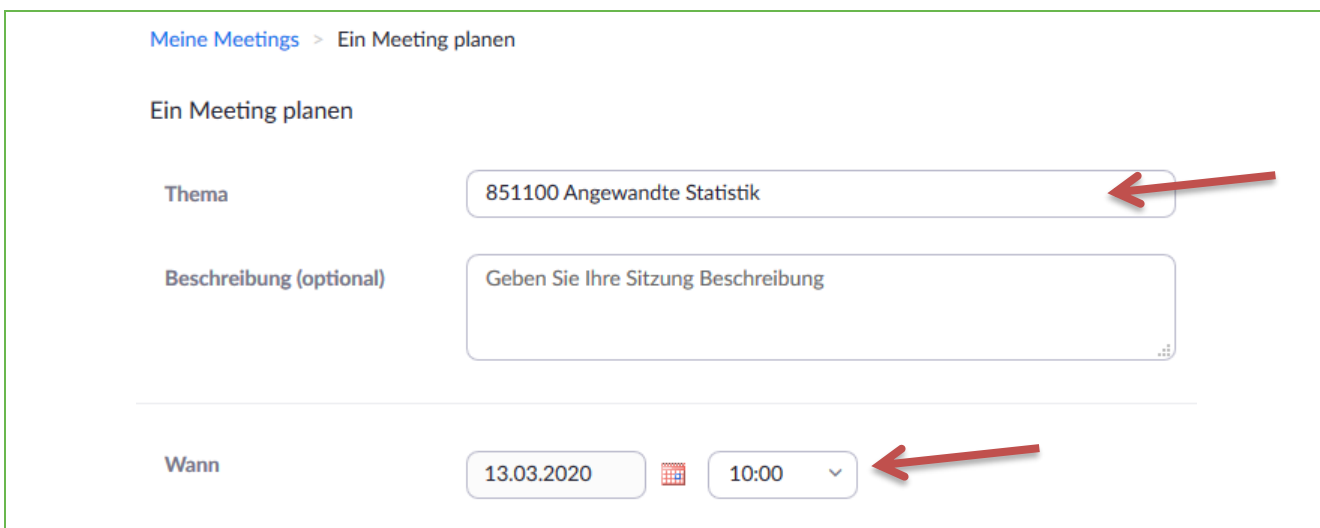 Meine Meetings > Ein Meeting planen
Ein Meeting planen
Thema 851100 Angewandte Statistik
Beschreibung (optional) Geben Sie Ihre Sitzung Beschreibung
Wann 13.03.2020 10:00